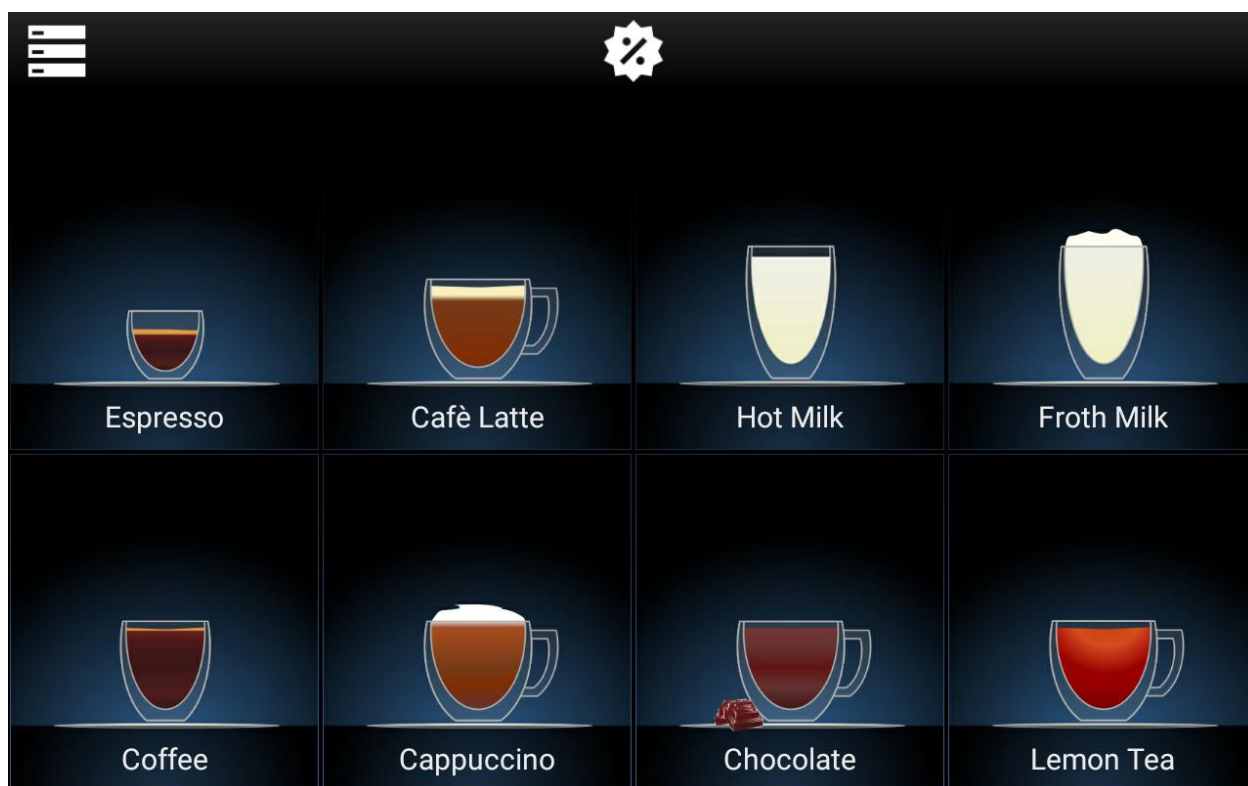 Espresso
Cafè Latte
Hot Milk
Froth Milk
Coffee
Cappuccino
Chocolate
Lemon Tea